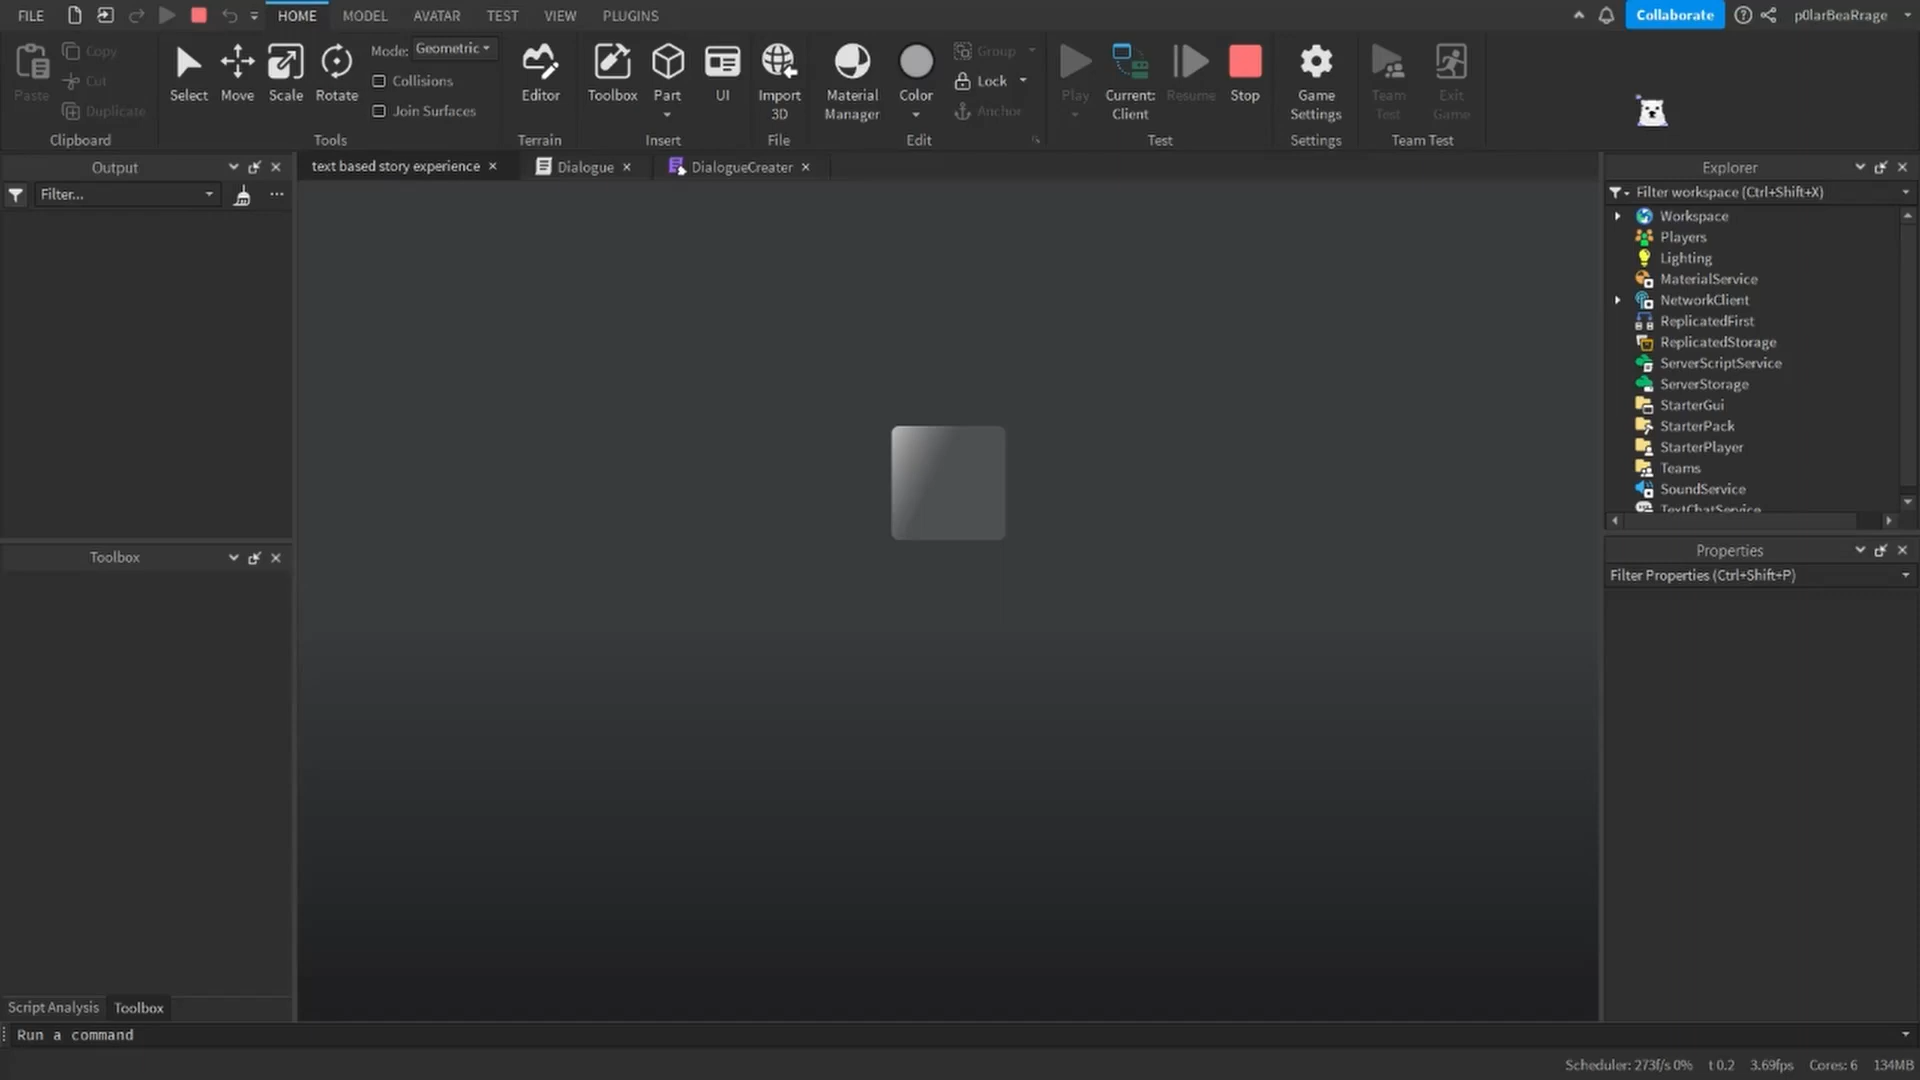 FILE HOME MODEL AVATAR TEST VIEW PLUGINS Collaborate p0larBeaRrage
Paste Copy Cut Duplicate
Clipboard
Select Move Scale Rotate
Mode: Geometric
Collisions
Join Surfaces
Tools
Editor
Terrain
Toolbox Part UI
Insert
Import 3D
File
Material Manager Color
Group
Lock
Anchor
Edit
Play Current: Client Resume Stop
Test
Game Settings
Settings
Team Test Exit Game
Team Test
Output
Filter...
text based story experience Dialogue DialogueCreater
Explorer
Filter workspace (Ctrl+Shift+X)
Workspace
Players
Lighting
MaterialService
NetworkClient
ReplicatedFirst
ReplicatedStorage
ServerScriptService
ServerStorage
StarterGui
StarterPack
StarterPlayer
Teams
SoundService
TextChatService
Toolbox
Properties
Filter Properties (Ctrl+Shift+P)
Script Analysis Toolbox
Run a command
Scheduler: 273f/s 0% t 0.2 3.69fps Cores: 6 134MB